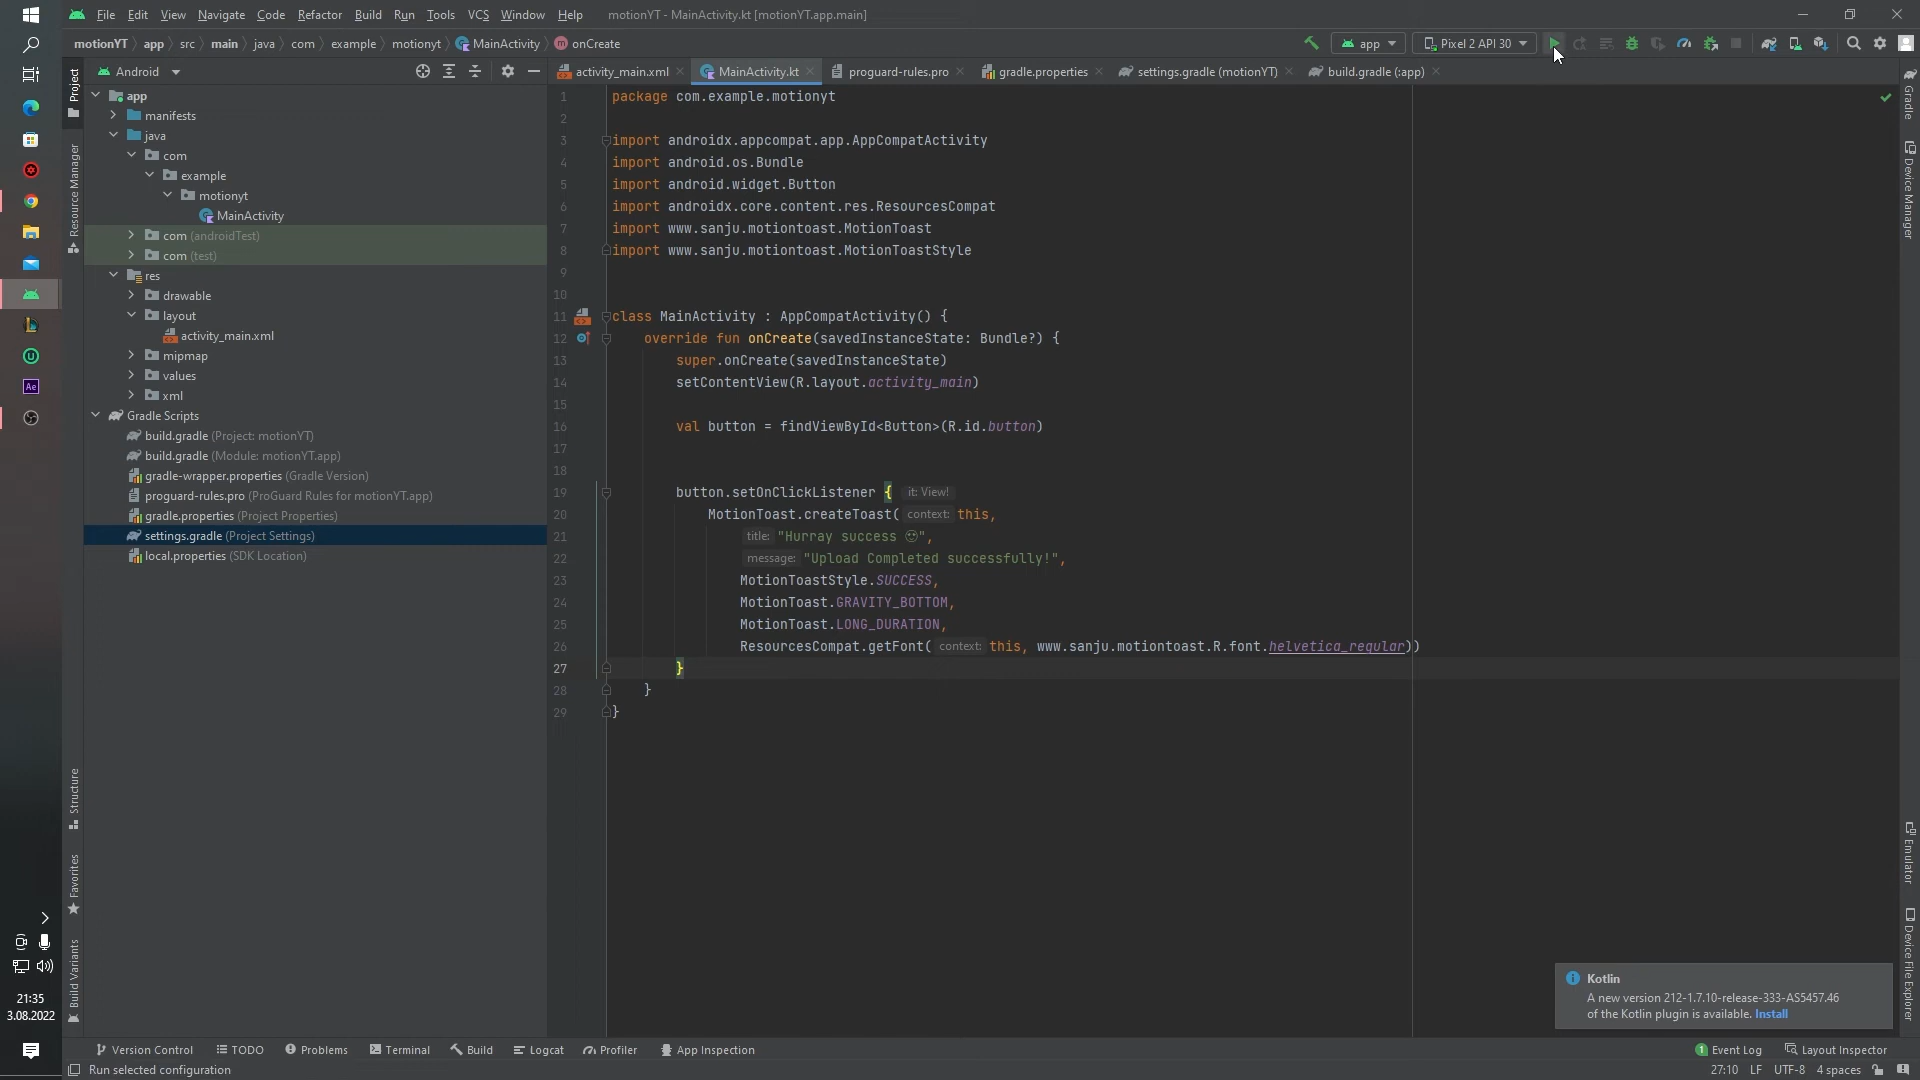 File Edit View Navigate Code Refactor Build Run Tools VCS Window Help motionYT - MainActivity.kt [motionYT.app.main]
motionYT app src main java com example motionyt MainActivity onCreate app Pixel 2 API 30
Android activity_main.xml MainActivity.kt proguard-rules.pro gradle.properties settings.gradle (motionYT) build.gradle (:app)
Project
Resource Manager
Structure
Favorites
Build Variants
app
manifests
java
com
example
motionyt
MainActivity
com (androidTest)
com (test)
res
drawable
layout
activity_main.xml
mipmap
values
xml
Gradle Scripts
build.gradle (Project: motionYT)
build.gradle (Module: motionYT.app)
gradle-wrapper.properties (Gradle Version)
proguard-rules.pro (ProGuard Rules for motionYT.app)
gradle.properties (Project Properties)
settings.gradle (Project Settings)
local.properties (SDK Location)
1 package com.example.motionyt
2
3 import androidx.appcompat.app.AppCompatActivity
4 import android.os.Bundle
5 import android.widget.Button
6 import androidx.core.content.res.ResourcesCompat
7 import www.sanju.motiontoast.MotionToast
8 import www.sanju.motiontoast.MotionToastStyle
9
10
11 class MainActivity : AppCompatActivity() {
12 override fun onCreate(savedInstanceState: Bundle?) {
13 super.onCreate(savedInstanceState)
14 setContentView(R.layout.activity_main)
15
16 val button = findViewById<Button>(R.id.button)
17
18
19 button.setOnClickListener { it: View!
20 MotionToast.createToast( context: this,
21 title: "Hurray success 😍",
22 message: "Upload Completed successfully!",
23 MotionToastStyle.SUCCESS,
24 MotionToast.GRAVITY_BOTTOM,
25 MotionToast.LONG_DURATION,
26 ResourcesCompat.getFont( context: this, www.sanju.motiontoast.R.font.helvetica_regular))
27 }
28 }
29 }
Gradle
Device Manager
Emulator
Device File Explorer
Kotlin
A new version 212-1.7.10-release-333-AS5457.46
of the Kotlin plugin is available. Install
Ae
21:35
3.08.2022
Version Control TODO Problems Terminal Build Logcat Profiler App Inspection 1 Event Log Layout Inspector
Run selected configuration 27:10 LF UTF-8 4 spaces